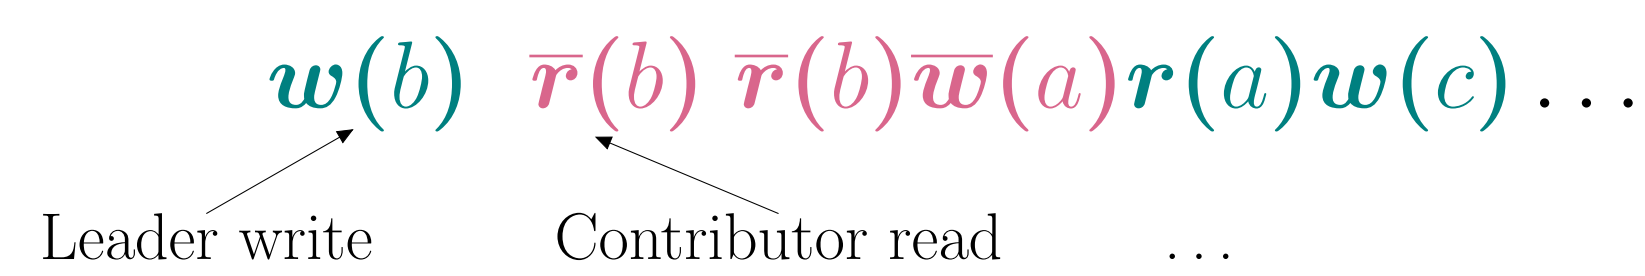 w(b) r̅(b) r̅(b)w̅(a)r(a)w(c) ...
Leader write Contributor read ...